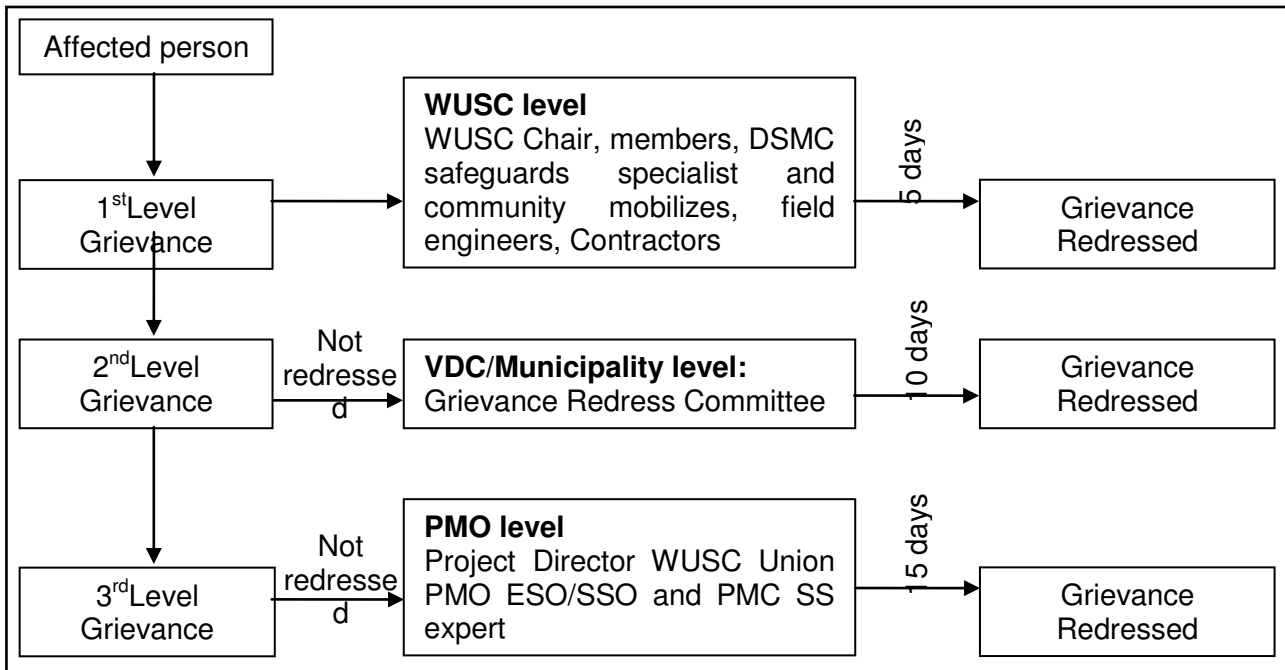 Affected person
1stLevel
Grievance
WUSC level
WUSC Chair, members, DSMC
safeguards specialist and
community mobilizes, field
engineers, Contractors
5 days
Grievance
Redressed
2ndLevel
Grievance
Not
redresse
d
VDC/Municipality level:
Grievance Redress Committee
10 days
Grievance
Redressed
3rdLevel
Grievance
Not
redresse
d
PMO level
Project Director WUSC Union
PMO ESO/SSO and PMC SS
expert
15 days
Grievance
Redressed